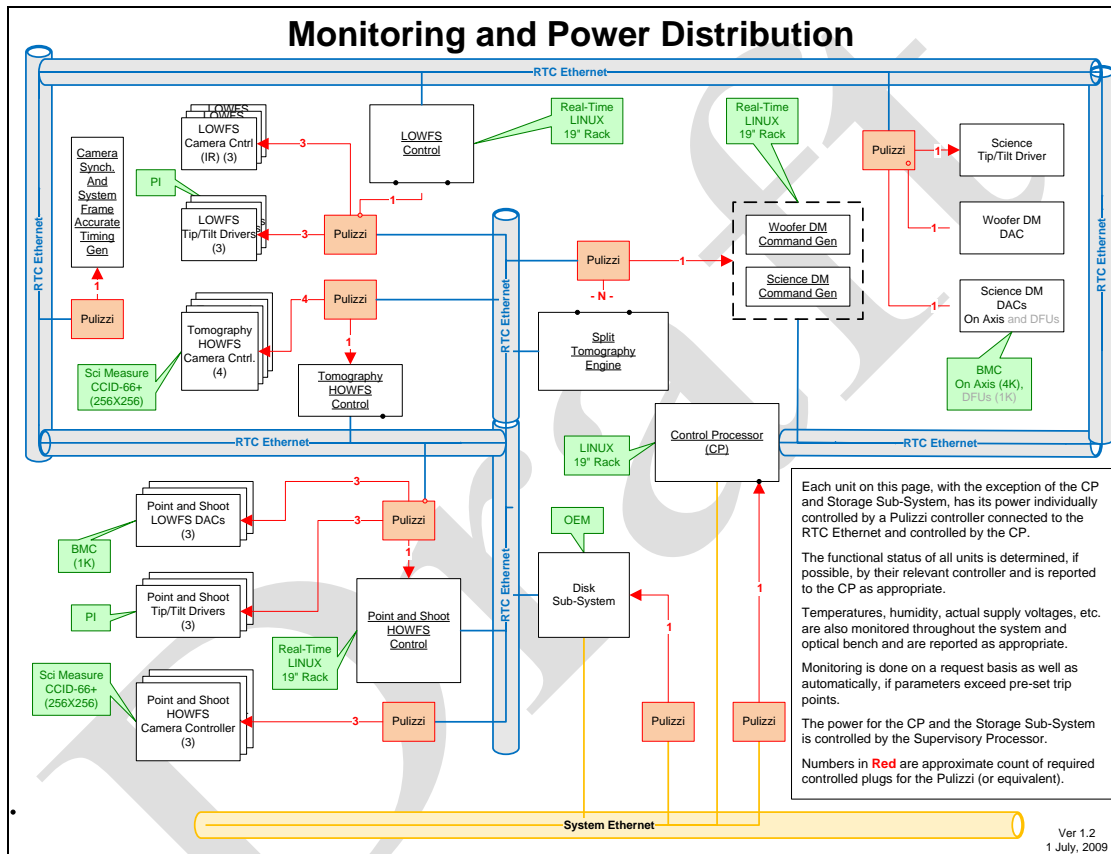 Monitoring and Power Distribution
RTC Ethernet
RTC Ethernet
RTC Ethernet
RTC Ethernet
RTC Ethernet
RTC Ethernet
RTC Ethernet
System Ethernet
Camera
Synch.
And
System
Frame
Accurate
Timing
Gen
1
Pulizzi
LOWFS
LOWFS
LOWFS
Camera Cntrl
(IR) (3)
3
PI
LOWFS
Tip/Tilt Drivers
(3)
3
Pulizzi
1
LOWFS
Control
Real-Time
LINUX
19" Rack
Tomography
HOWFS
Camera Cntrl.
(4)
4
Pulizzi
1
Sci Measure
CCID-66+
(256X256)
Tomography
HOWFS
Control
Pulizzi
1
- N -
Split
Tomography
Engine
Real-Time
LINUX
19" Rack
Woofer DM
Command Gen
Science DM
Command Gen
Pulizzi
1
Science
Tip/Tilt Driver
1
Woofer DM
DAC
1
Science DM
DACs
On Axis and DFUs
BMC
On Axis (4K),
DFUs (1K)
Control Processor
(CP)
LINUX
19" Rack
Point and Shoot
LOWFS DACs
(3)
3
BMC
(1K)
Point and Shoot
Tip/Tilt Drivers
(3)
3
PI
Pulizzi
1
Point and Shoot
HOWFS
Control
Real-Time
LINUX
19" Rack
Sci Measure
CCID-66+
(256X256)
Point and Shoot
HOWFS
Camera Controller
(3)
3
Pulizzi
OEM
Disk
Sub-System
1
Pulizzi
1
Pulizzi
Each unit on this page, with the exception of the CP
and Storage Sub-System, has its power individually
controlled by a Pulizzi controller connected to the
RTC Ethernet and controlled by the CP.
The functional status of all units is determined, if
possible, by their relevant controller and is reported
to the CP as appropriate.
Temperatures, humidity, actual supply voltages, etc.
are also monitored throughout the system and
optical bench and are reported as appropriate.
Monitoring is done on a request basis as well as
automatically, if parameters exceed pre-set trip
points.
The power for the CP and the Storage Sub-System
is controlled by the Supervisory Processor.
Numbers in Red are approximate count of required
controlled plugs for the Pulizzi (or equivalent).
Ver 1.2
1 July, 2009
Draft